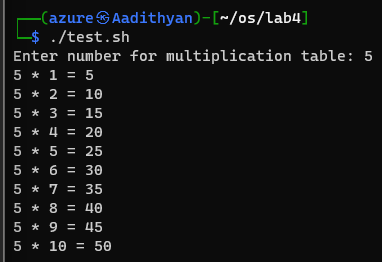 ┌──(azure㉿Aadithyan)-[~/os/lab4]
└─$ ./test.sh
Enter number for multiplication table: 5
5 * 1 = 5
5 * 2 = 10
5 * 3 = 15
5 * 4 = 20
5 * 5 = 25
5 * 6 = 30
5 * 7 = 35
5 * 8 = 40
5 * 9 = 45
5 * 10 = 50